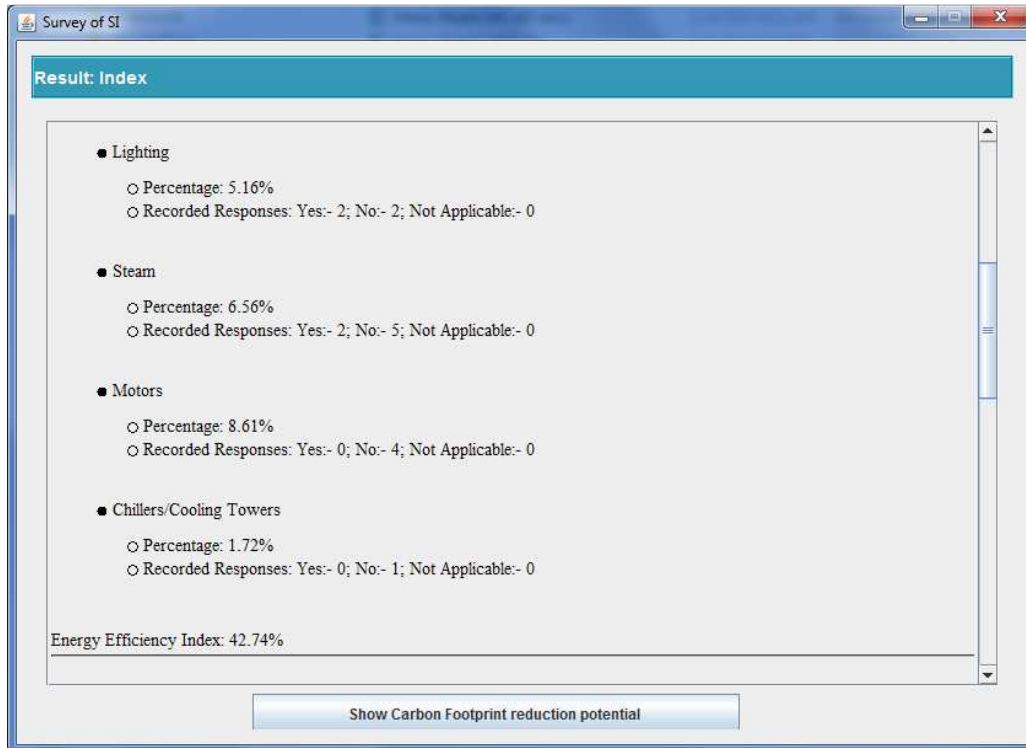 Survey of SI
Result: Index
Lighting
Percentage: 5.16%
Recorded Responses: Yes:- 2; No:- 2; Not Applicable:- 0
Steam
Percentage: 6.56%
Recorded Responses: Yes:- 2; No:- 5; Not Applicable:- 0
Motors
Percentage: 8.61%
Recorded Responses: Yes:- 0; No:- 4; Not Applicable:- 0
Chillers/Cooling Towers
Percentage: 1.72%
Recorded Responses: Yes:- 0; No:- 1; Not Applicable:- 0
Energy Efficiency Index: 42.74%
Show Carbon Footprint reduction potential